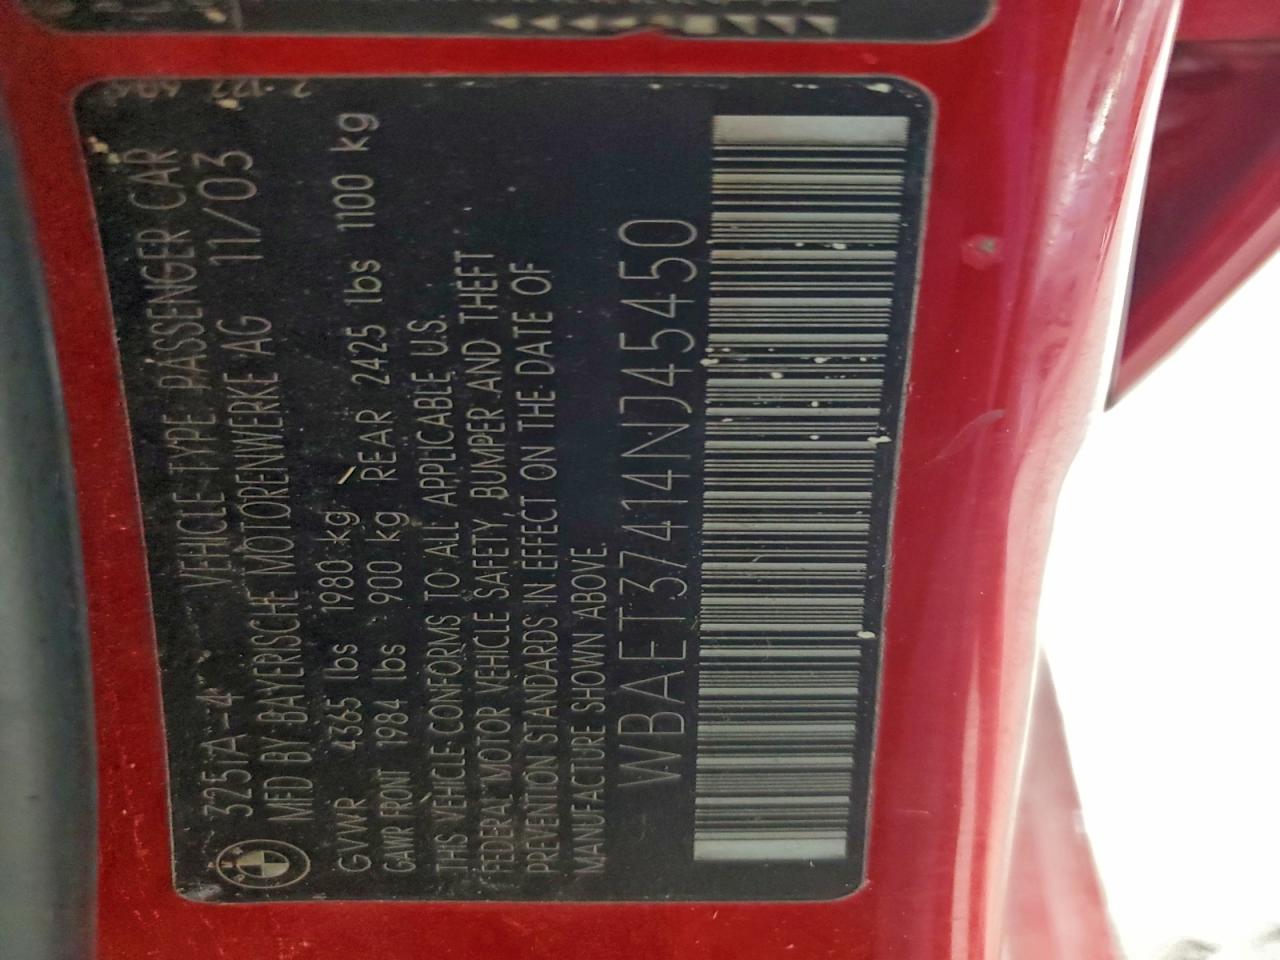 325IA-4 VEHICLE TYPE PASSENGER CAR
MFD BY BAYERISCHE MOTORENWERKE AG 11/03
GVWR 4365 lbs 1980 kg
GAWR FRONT 1984 lbs 900 kg REAR 2425 lbs 1100 kg
THIS VEHICLE CONFORMS TO ALL APPLICABLE U.S.
FEDERAL MOTOR VEHICLE SAFETY, BUMPER AND THEFT
PREVENTION STANDARDS IN EFFECT ON THE DATE OF
MANUFACTURE SHOWN ABOVE.
WBAET37414NJ45450